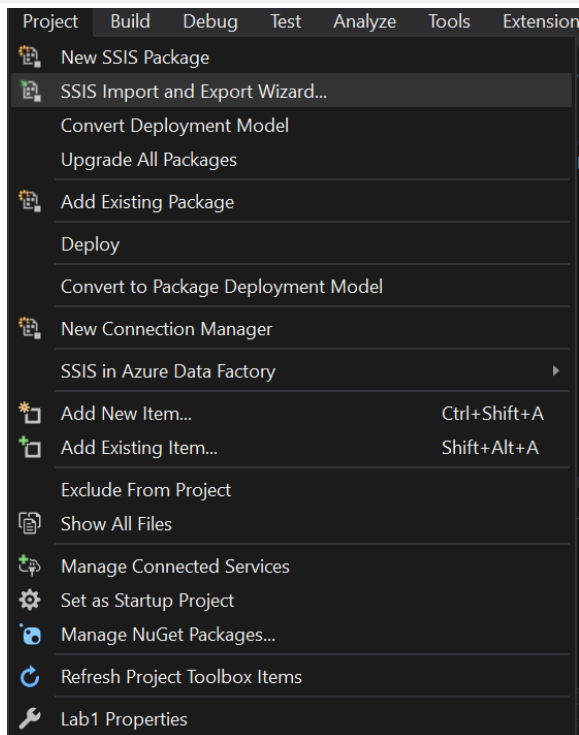 Project Build Debug Test Analyze Tools Extension
New SSIS Package
SSIS Import and Export Wizard...
Convert Deployment Model
Upgrade All Packages
Add Existing Package
Deploy
Convert to Package Deployment Model
New Connection Manager
SSIS in Azure Data Factory
Add New Item... Ctrl+Shift+A
Add Existing Item... Shift+Alt+A
Exclude From Project
Show All Files
Manage Connected Services
Set as Startup Project
Manage NuGet Packages...
Refresh Project Toolbox Items
Lab1 Properties